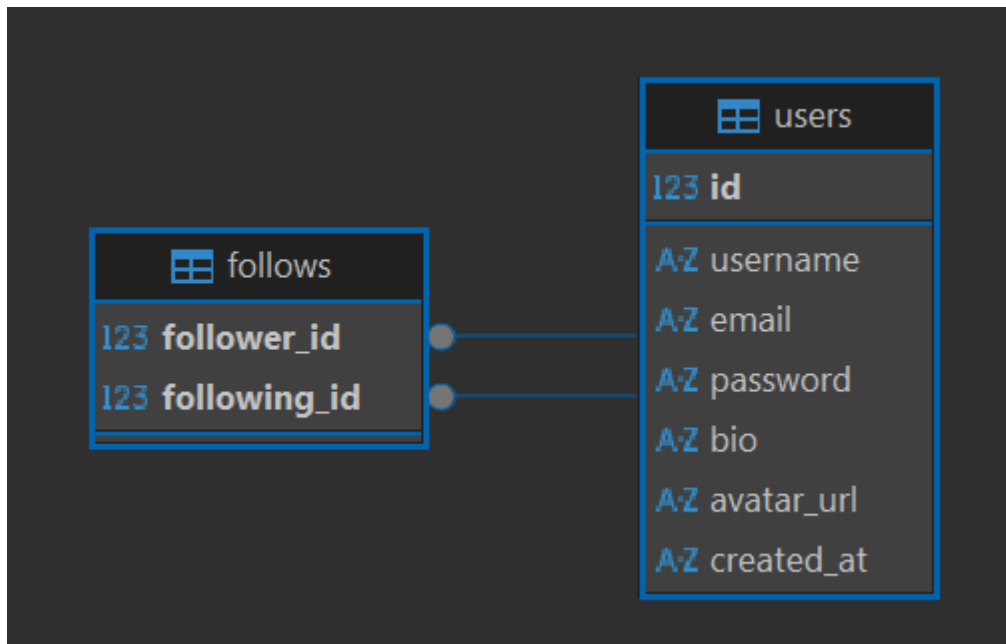 follows
123 follower_id
123 following_id
users
123 id
A-Z username
A-Z email
A-Z password
A-Z bio
A-Z avatar_url
A-Z created_at